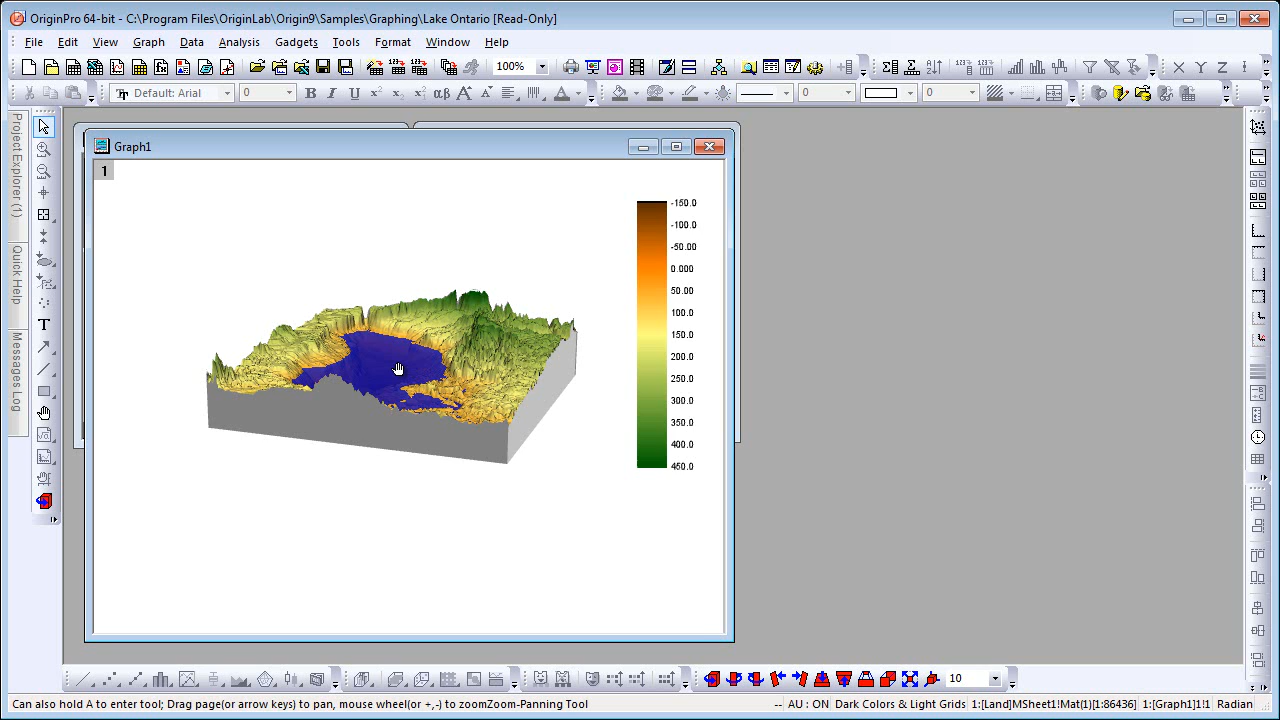 OriginPro 64-bit - C:\Program Files\OriginLab\Origin9\Samples\Graphing\Lake Ontario [Read-Only]
File Edit View Graph Data Analysis Gadgets Tools Format Window Help
100%
Default: Arial 0 B I U 0 0
Project Explorer (1)
Quick Help
Messages Log
Graph1
1
-150.0
-100.0
-50.00
0.000
50.00
100.0
150.0
200.0
250.0
300.0
350.0
400.0
450.0
10
Can also hold A to enter tool; Drag page(or arrow keys) to pan, mouse wheel(or +,-) to zoomZoom-Panning Tool -- AU : ON Dark Colors & Light Grids 1:[Land]MSheet1!Mat(1)[1:86436] 1:[Graph1]1!1 Radian